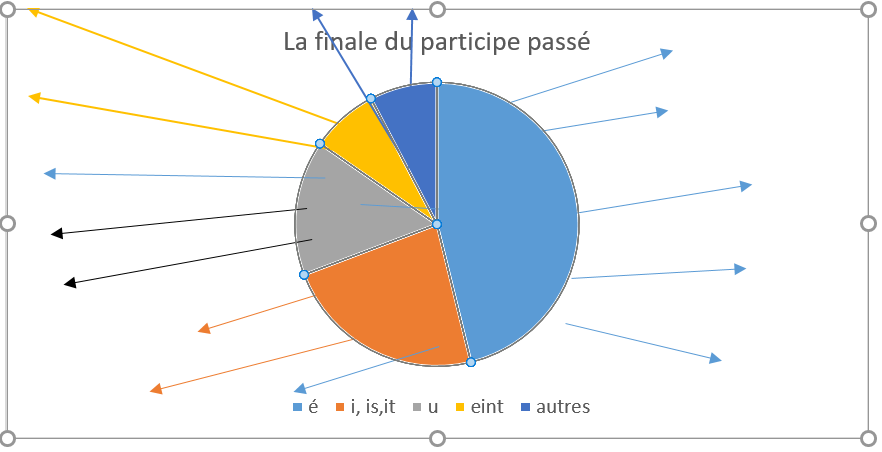 La finale du participe passé
é i, is,it u eint autres